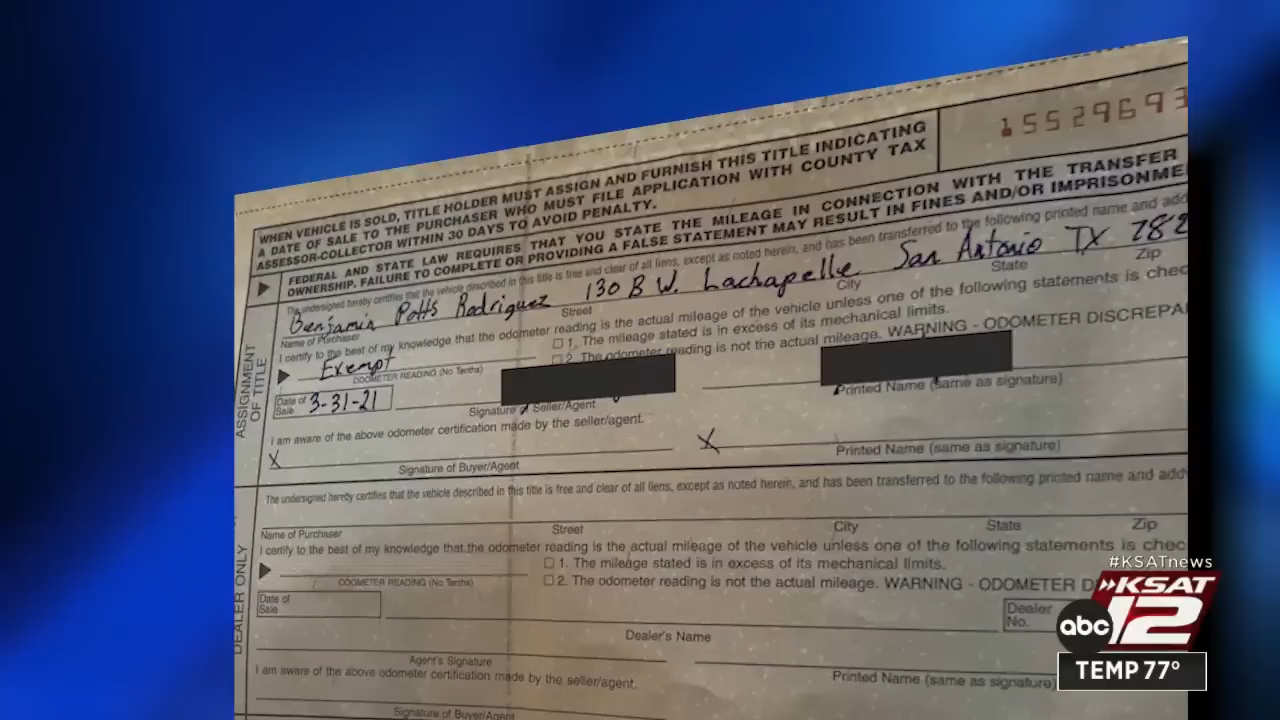 WHEN VEHICLE IS SOLD, TITLE HOLDER MUST ASSIGN AND FURNISH THIS TITLE INDICATING
A DATE OF SALE TO THE PURCHASER WHO MUST FILE APPLICATION WITH COUNTY TAX
ASSESSOR-COLLECTOR WITHIN 30 DAYS TO AVOID PENALTY.
15529693
FEDERAL AND STATE LAW REQUIRES THAT YOU STATE THE MILEAGE IN CONNECTION WITH THE TRANSFER
OWNERSHIP. FAILURE TO COMPLETE OR PROVIDING A FALSE STATEMENT MAY RESULT IN FINES AND/OR IMPRISONME
The undersigned hereby certifies that the vehicle described in this title is free and clear of all liens, except as noted herein, and has been transferred to the following printed name and add
Benjamin Potts Rodriguez 130 B W. Lachapelle San Antonio TX 782
Name of Purchaser Street City State Zip
I certify to the best of my knowledge that the odometer reading is the actual mileage of the vehicle unless one of the following statements is chec
1. The mileage stated is in excess of its mechanical limits.
Exempt
2. The odometer reading is not the actual mileage. WARNING - ODOMETER DISCREPA
ODOMETER READING (No Tenths)
ASSIGNMENT OF TITLE
Date of Sale 3-31-21
Signature of Seller/Agent Printed Name (same as signature)
I am aware of the above odometer certification made by the seller/agent.
X X
Signature of Buyer/Agent Printed Name (same as signature)
The undersigned hereby certifies that the vehicle described in this title is free and clear of all liens, except as noted herein, and has been transferred to the following printed name and add
Name of Purchaser Street City State Zip
I certify to the best of my knowledge that the odometer reading is the actual mileage of the vehicle unless one of the following statements is chec
1. The mileage stated is in excess of its mechanical limits.
ODOMETER READING (No Tenths) 2. The odometer reading is not the actual mileage. WARNING - ODOMETER D
DEALER ONLY
Date of Sale
Dealer No.
Dealer's Name
Agent's Signature Printed Name (same as signature)
I am aware of the above odometer certification made by the seller/agent.
Signature of Buyer/Agent
#KSATnews
KSAT
abc 12
TEMP 77°